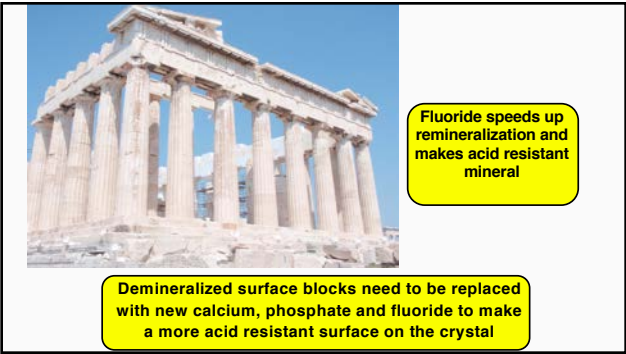 Fluoride speeds up
remineralization and
makes acid resistant
mineral
Demineralized surface blocks need to be replaced
with new calcium, phosphate and fluoride to make
a more acid resistant surface on the crystal